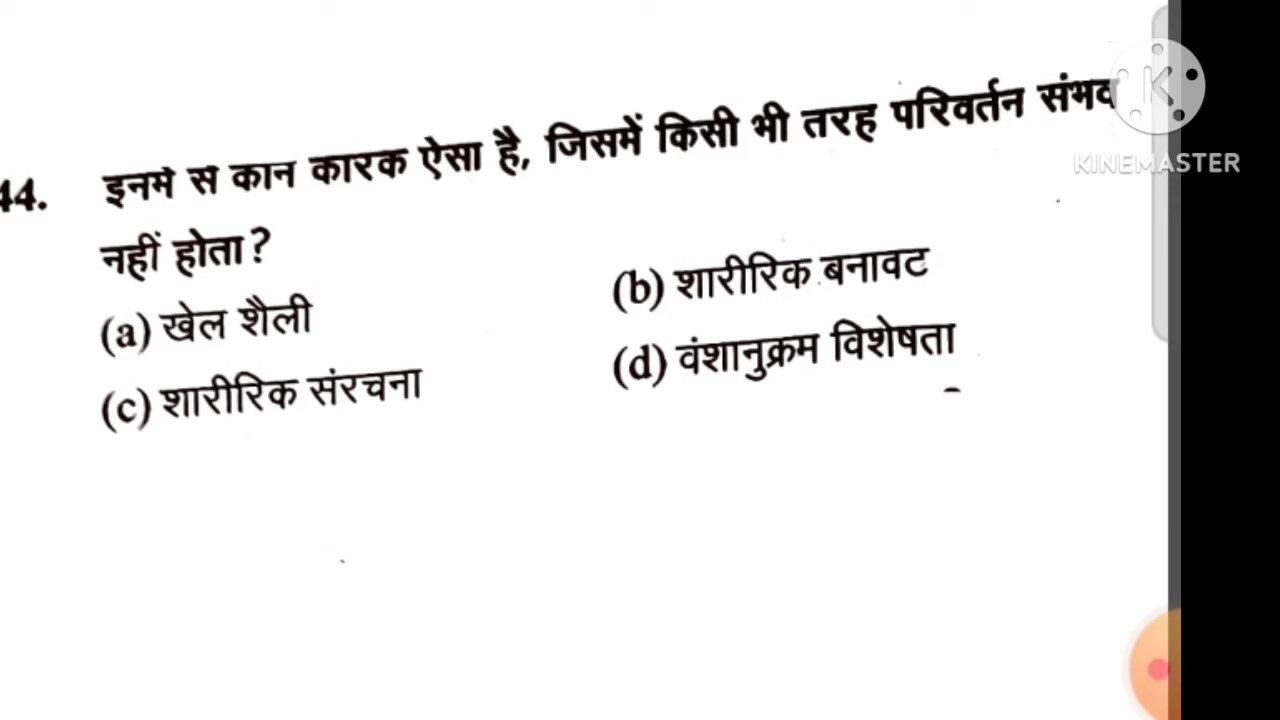 44. इनमें से कौन कारक ऐसा है, जिसमें किसी भी तरह परिवर्तन संभव
KINEMASTER
नहीं होता?
(a) खेल शैली (b) शारीरिक बनावट
(c) शारीरिक संरचना (d) वंशानुक्रम विशेषता